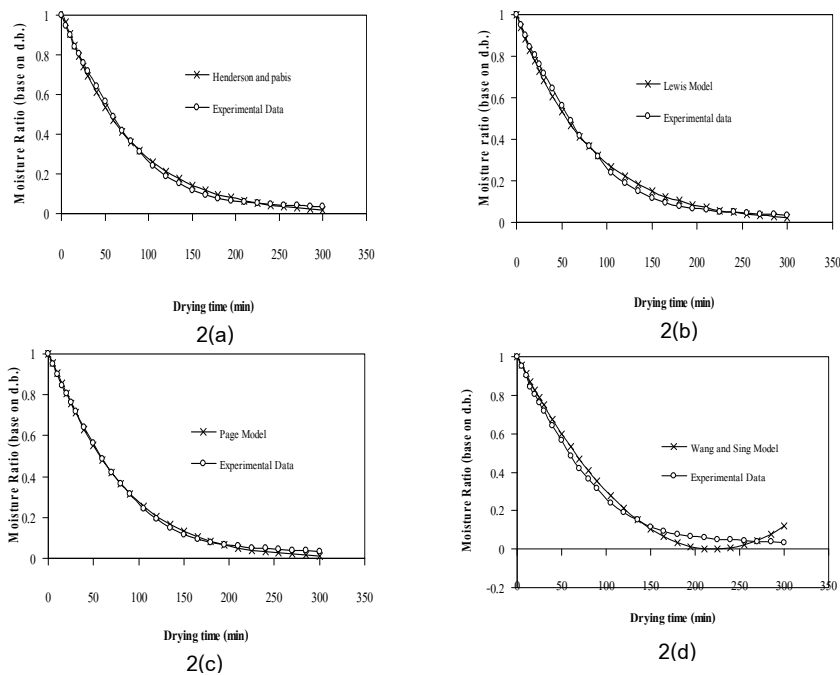 Moisture Ratio (base on d.b.)
1
0.8
0.6
0.4
0.2
0
Henderson and pabis
Experimental Data
0 50 100 150 200 250 300 350
Drying time (min)
2(a)
Moisture ratio (base on d.b.)
1
0.8
0.6
0.4
0.2
0
Lewis Model
Experimental data
0 50 100 150 200 250 300 350
Drying time (min)
2(b)
Moisture Ratio (base on d.b.)
1
0.8
0.6
0.4
0.2
0
Page Model
Experimental Data
0 50 100 150 200 250 300 350
Drying time (min)
2(c)
Moisture Ratio (base on d.b.)
1
0.8
0.6
0.4
0.2
0
-0.2
Wang and Sing Model
Experimental Data
0 50 100 150 200 250 300 350
Drying time (min)
2(d)